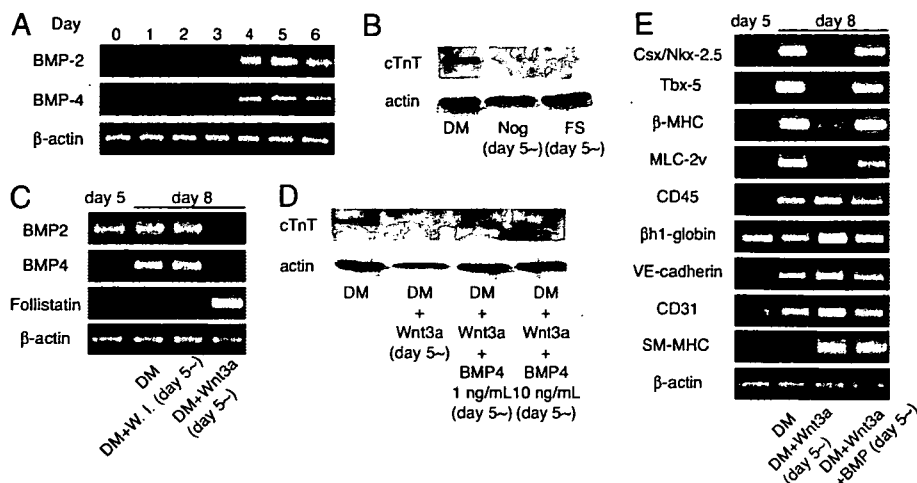 A
Day
0 1 2 3 4 5 6
BMP-2
BMP-4
β-actin
B
cTnT
actin
DM Nog FS
(day 5~) (day 5~)
C
day 5 day 8
BMP2
BMP4
Follistatin
β-actin
DM
DM+W. I. (day 5~)
DM+Wnt3a
(day 5~)
D
cTnT
actin
DM DM DM DM
+ + +
Wnt3a Wnt3a Wnt3a
(day 5~) + +
BMP4 BMP4
1 ng/mL 10 ng/mL
(day 5~) (day 5~)
E
day 5 day 8
Csx/Nkx-2.5
Tbx-5
β-MHC
MLC-2v
CD45
βh1-globin
VE-cadherin
CD31
SM-MHC
β-actin
DM
DM+Wnt3a
(day 5~)
DM+Wnt3a
+BMP (day 5~)